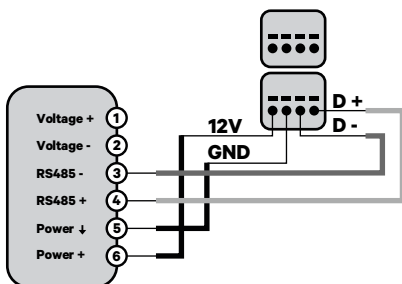 Voltage + 1
Voltage - 2
RS485 - 3
RS485 + 4
Power ↓ 5
Power + 6
12V
GND
D +
D -